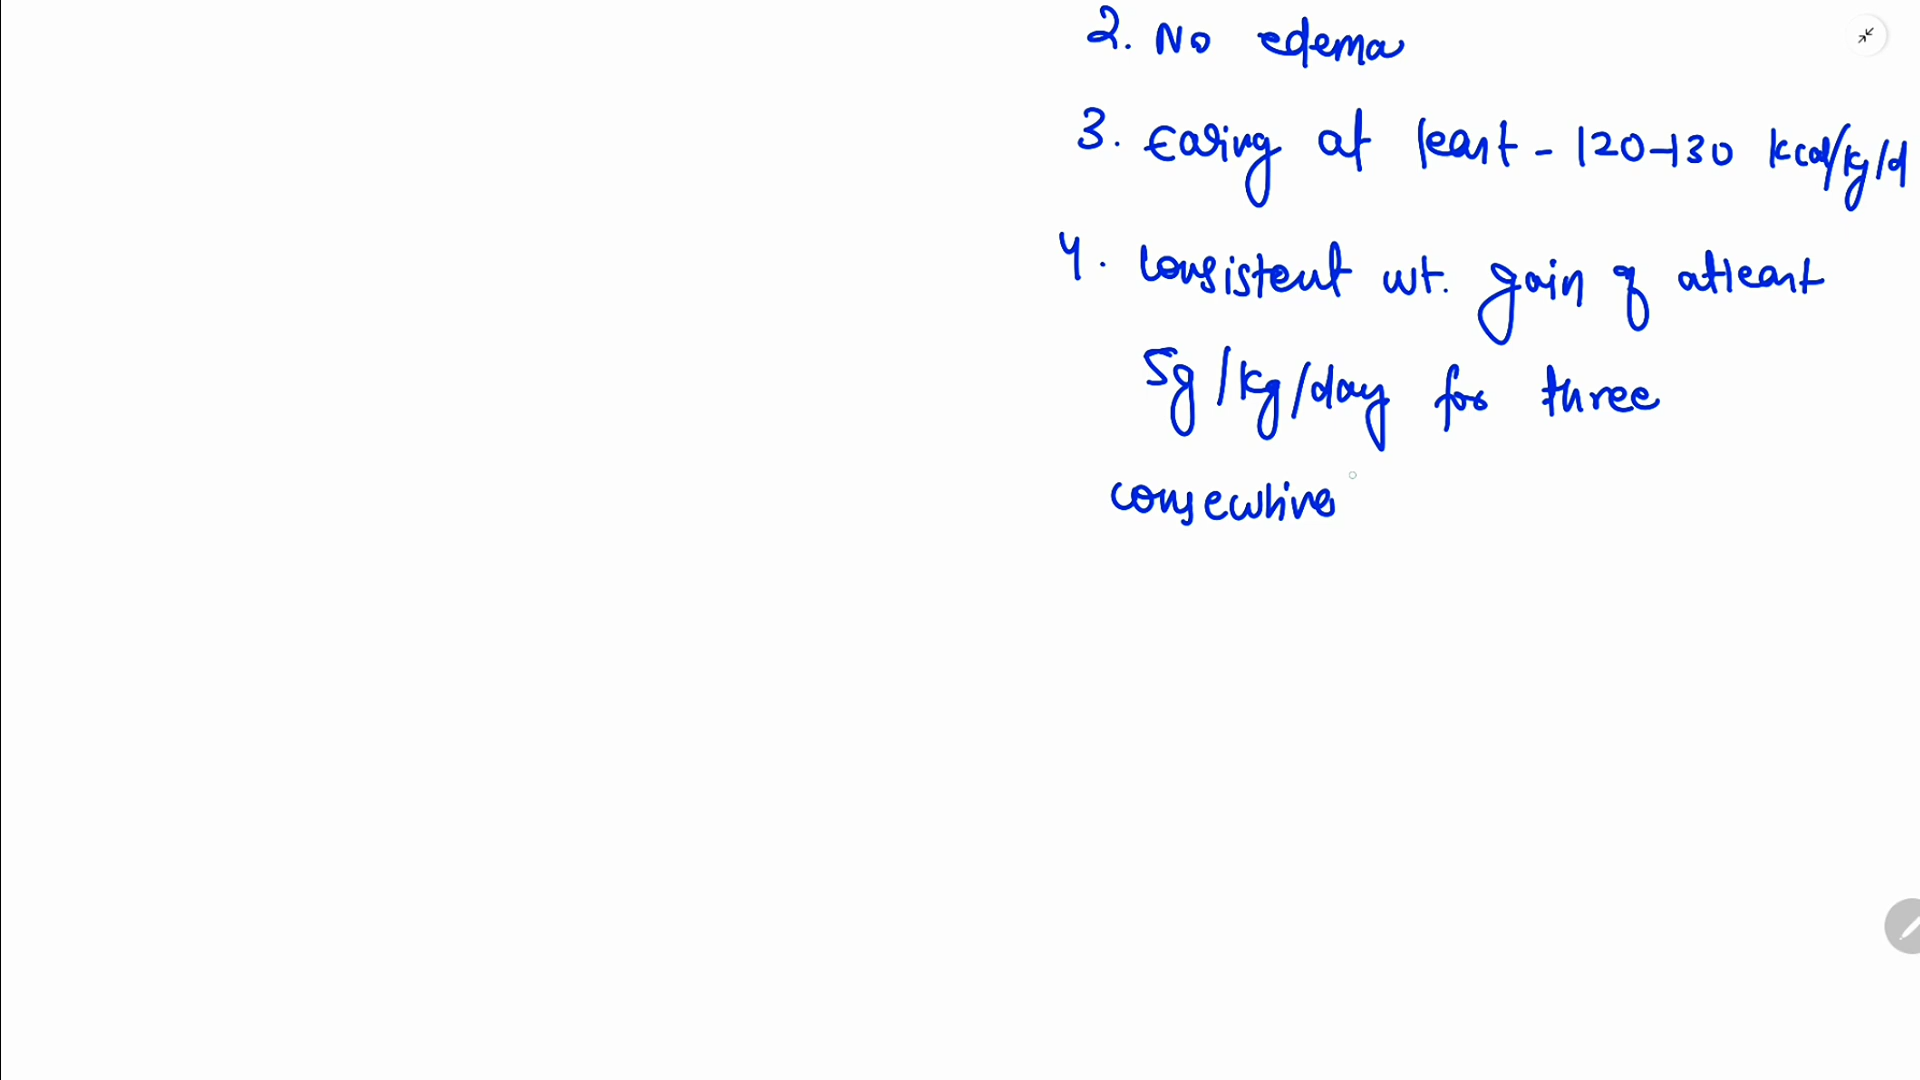 2. No edema
3. Eating at least - 120-130 kcal/kg/d
4. Consistent wt. gain of atleast
5g/kg/day for three
consecutive